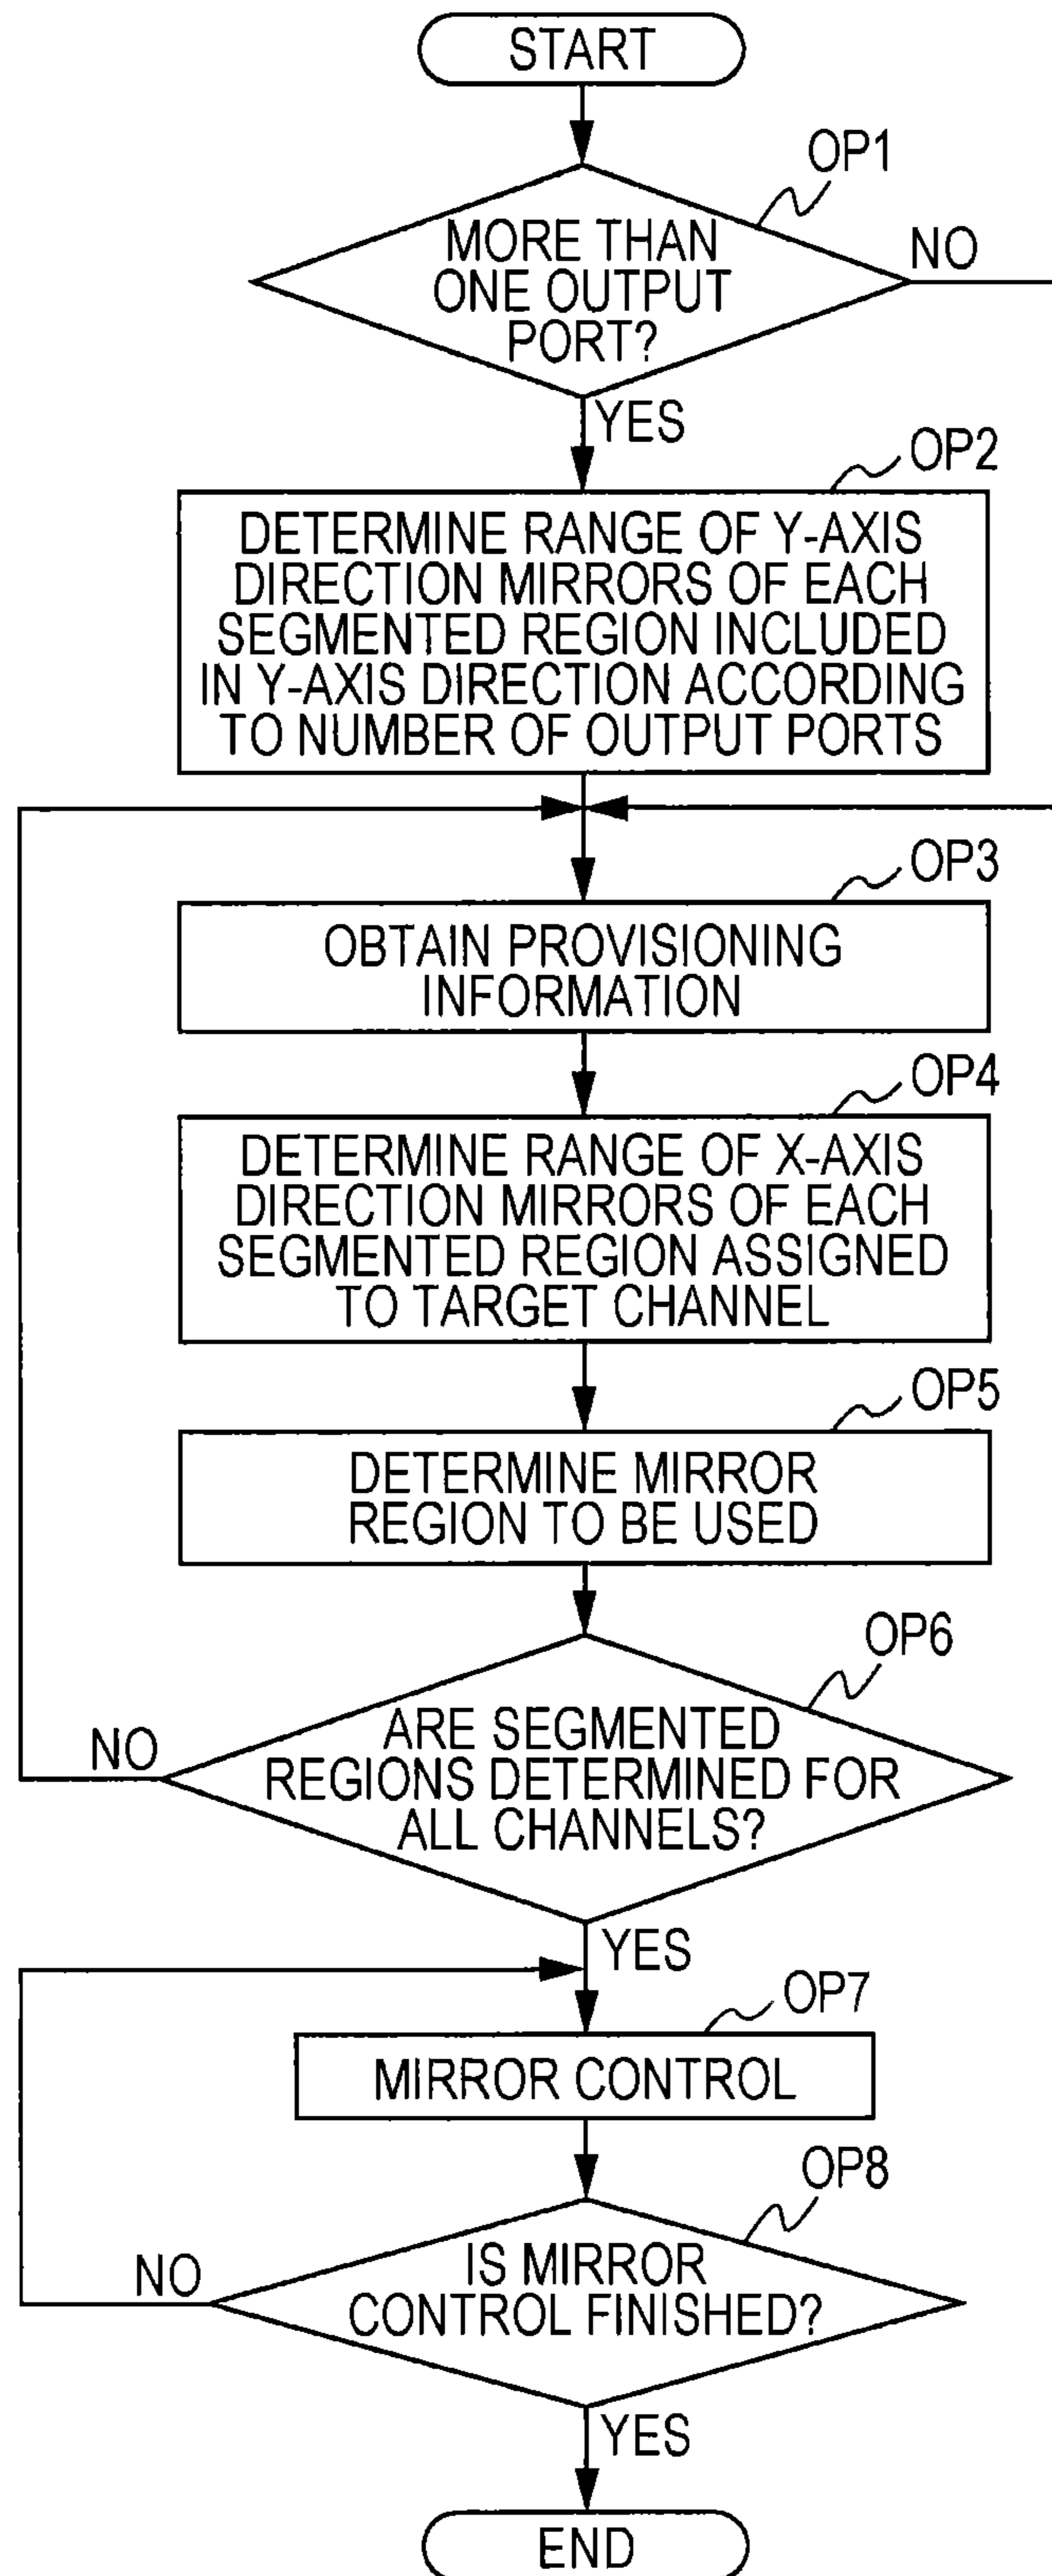 START
OP1
MORE THAN
ONE OUTPUT
PORT?
NO
YES
OP2
DETERMINE RANGE OF Y-AXIS
DIRECTION MIRRORS OF EACH
SEGMENTED REGION INCLUDED
IN Y-AXIS DIRECTION ACCORDING
TO NUMBER OF OUTPUT PORTS
OP3
OBTAIN PROVISIONING
INFORMATION
OP4
DETERMINE RANGE OF X-AXIS
DIRECTION MIRRORS OF EACH
SEGMENTED REGION ASSIGNED
TO TARGET CHANNEL
OP5
DETERMINE MIRROR
REGION TO BE USED
OP6
ARE SEGMENTED
REGIONS DETERMINED FOR
ALL CHANNELS?
NO
YES
OP7
MIRROR CONTROL
OP8
IS MIRROR
CONTROL FINISHED?
NO
YES
END